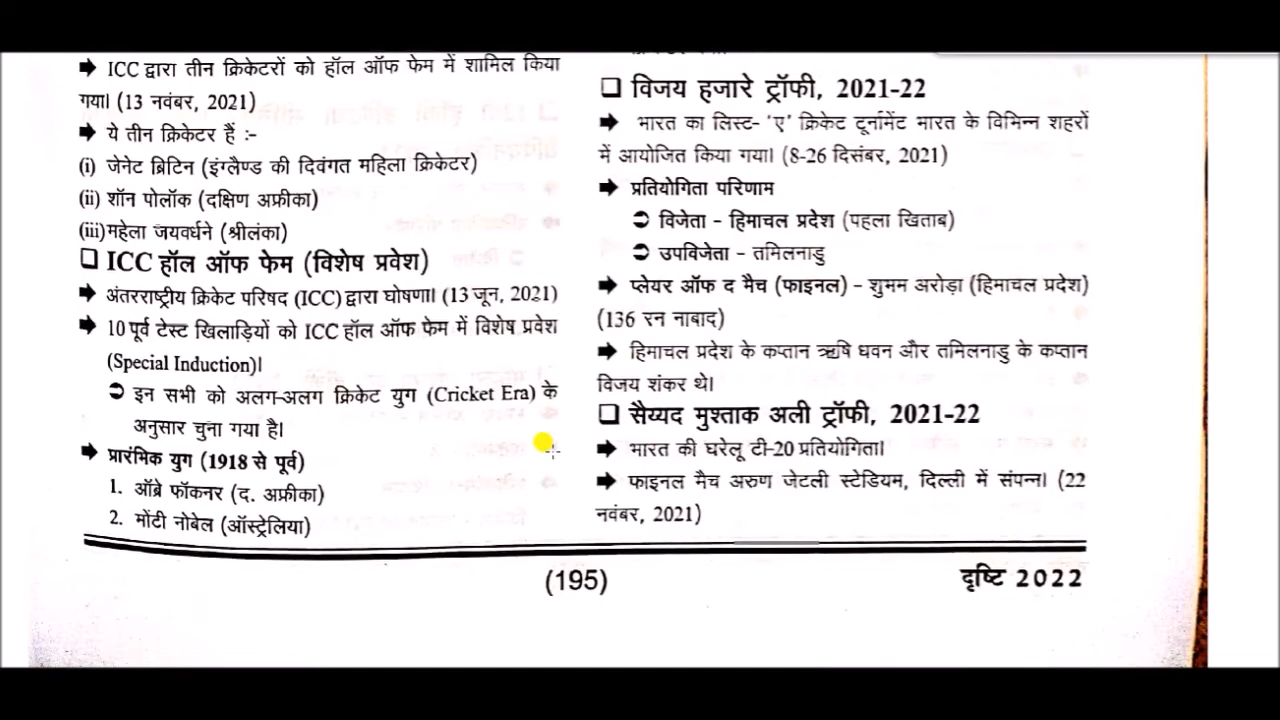 ➡ ICC द्वारा तीन क्रिकेटरों को हॉल ऑफ फेम में शामिल किया
गया। (13 नवंबर, 2021)
➡ ये तीन क्रिकेटर हैं :-
(i) जेनेट ब्रिटिन (इंग्लैण्ड की दिवंगत महिला क्रिकेटर)
(ii) शॉन पोलॉक (दक्षिण अफ्रीका)
(iii) महेला जयवर्धने (श्रीलंका)
❑ ICC हॉल ऑफ फेम (विशेष प्रवेश)
➡ अंतरराष्ट्रीय क्रिकेट परिषद (ICC) द्वारा घोषणा। (13 जून, 2021)
➡ 10 पूर्व टेस्ट खिलाड़ियों को ICC हॉल ऑफ फेम में विशेष प्रवेश
(Special Induction)।
➲ इन सभी को अलग-अलग क्रिकेट युग (Cricket Era) के
अनुसार चुना गया है।
➡ प्रारंमिक युग (1918 से पूर्व)
1. ऑब्रे फॉकनर (द. अफ्रीका)
2. मोंटी नोबेल (ऑस्ट्रेलिया)
❑ विजय हजारे ट्रॉफी, 2021-22
➡ भारत का लिस्ट- 'ए' क्रिकेट टूर्नामेंट भारत के विभिन्न शहरों
में आयोजित किया गया। (8-26 दिसंबर, 2021)
➡ प्रतियोगिता परिणाम
➲ विजेता - हिमाचल प्रदेश (पहला खिताब)
➲ उपविजेता - तमिलनाडु
➡ प्लेयर ऑफ द मैच (फाइनल) - शुमम अरोड़ा (हिमाचल प्रदेश)
(136 रन नाबाद)
➡ हिमाचल प्रदेश के कप्तान ऋषि धवन और तमिलनाडु के कप्तान
विजय शंकर थे।
❑ सैय्यद मुश्ताक अली ट्रॉफी, 2021-22
➡ भारत की घरेलू टी-20 प्रतियोगिता।
➡ फाइनल मैच अरुण जेटली स्टेडियम, दिल्ली में संपन्न। (22
नवंबर, 2021)
(195)
दृष्टि 2022